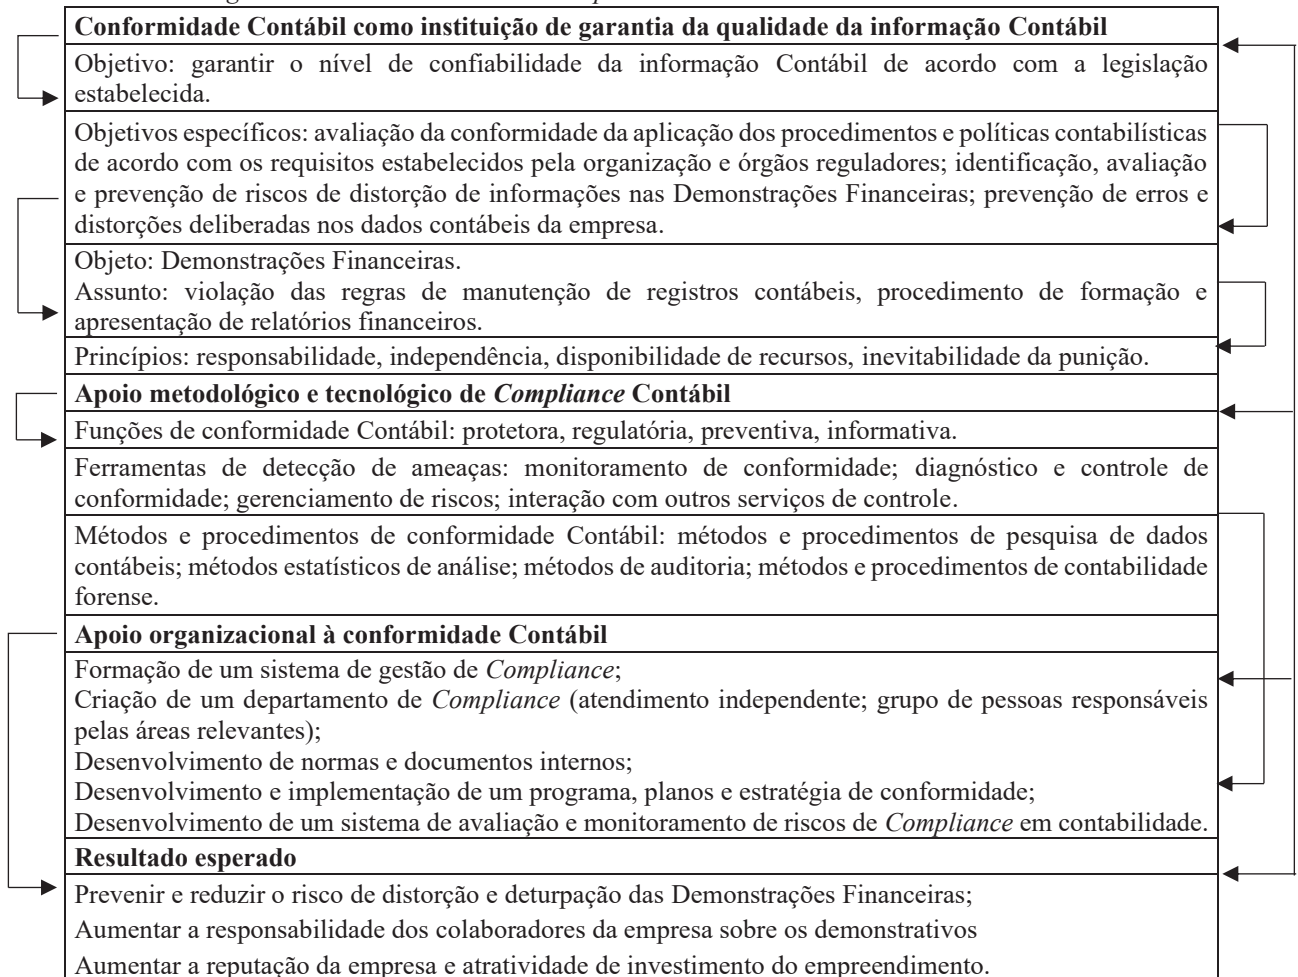 Conformidade Contábil como instituição de garantia da qualidade da informação Contábil
Objetivo: garantir o nível de confiabilidade da informação Contábil de acordo com a legislação
estabelecida.
Objetivos específicos: avaliação da conformidade da aplicação dos procedimentos e políticas contabilísticas
de acordo com os requisitos estabelecidos pela organização e órgãos reguladores; identificação, avaliação
e prevenção de riscos de distorção de informações nas Demonstrações Financeiras; prevenção de erros e
distorções deliberadas nos dados contábeis da empresa.
Objeto: Demonstrações Financeiras.
Assunto: violação das regras de manutenção de registros contábeis, procedimento de formação e
apresentação de relatórios financeiros.
Princípios: responsabilidade, independência, disponibilidade de recursos, inevitabilidade da punição.
Apoio metodológico e tecnológico de Compliance Contábil
Funções de conformidade Contábil: protetora, regulatória, preventiva, informativa.
Ferramentas de detecção de ameaças: monitoramento de conformidade; diagnóstico e controle de
conformidade; gerenciamento de riscos; interação com outros serviços de controle.
Métodos e procedimentos de conformidade Contábil: métodos e procedimentos de pesquisa de dados
contábeis; métodos estatísticos de análise; métodos de auditoria; métodos e procedimentos de contabilidade
forense.
Apoio organizacional à conformidade Contábil
Formação de um sistema de gestão de Compliance;
Criação de um departamento de Compliance (atendimento independente; grupo de pessoas responsáveis
pelas áreas relevantes);
Desenvolvimento de normas e documentos internos;
Desenvolvimento e implementação de um programa, planos e estratégia de conformidade;
Desenvolvimento de um sistema de avaliação e monitoramento de riscos de Compliance em contabilidade.
Resultado esperado
Prevenir e reduzir o risco de distorção e deturpação das Demonstrações Financeiras;
Aumentar a responsabilidade dos colaboradores da empresa sobre os demonstrativos
Aumentar a reputação da empresa e atratividade de investimento do empreendimento.